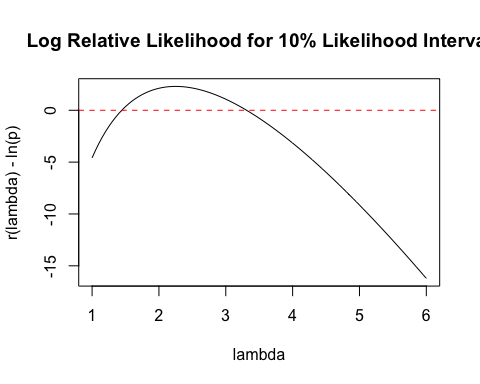 Log Relative Likelihood for 10% Likelihood Interva
r(lambda) - ln(p)
0
-5
-10
-15
1 2 3 4 5 6
lambda